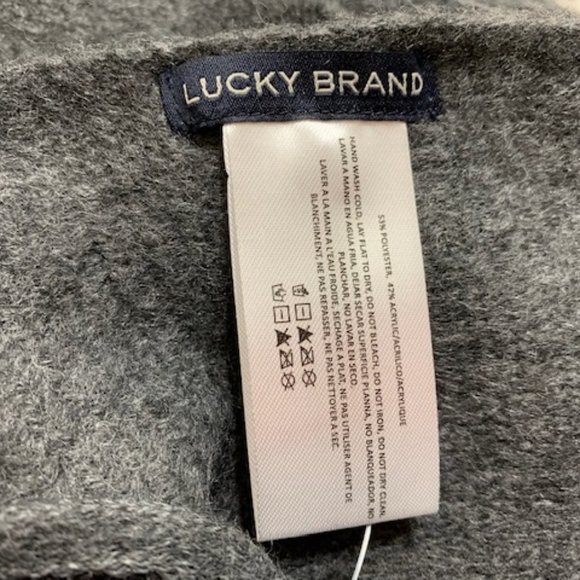 LUCKY BRAND
53% POLYESTER, 47% ACRYLIC/ACRILICO/ACRYLIQUE
HAND WASH COLD, LAY FLAT TO DRY, DO NOT BLEACH, DO NOT IRON, DO NOT DRY CLEAN.
LAVAR A MANO EN AGUA FRIA, DEJAR SECAR SUPERFICIE PLANNA, NO BLANQUEADOR, NO
PLANCHAR, NO LAVAR EN SECO.
LAVER A LA MAIN A L'EAU FROIDE, SECHAGE A PLAT, NE PAS UTILISER AGENT DE
BLANCHIMENT, NE PAS REPASSER, NE PAS NETTOYER A SEC.